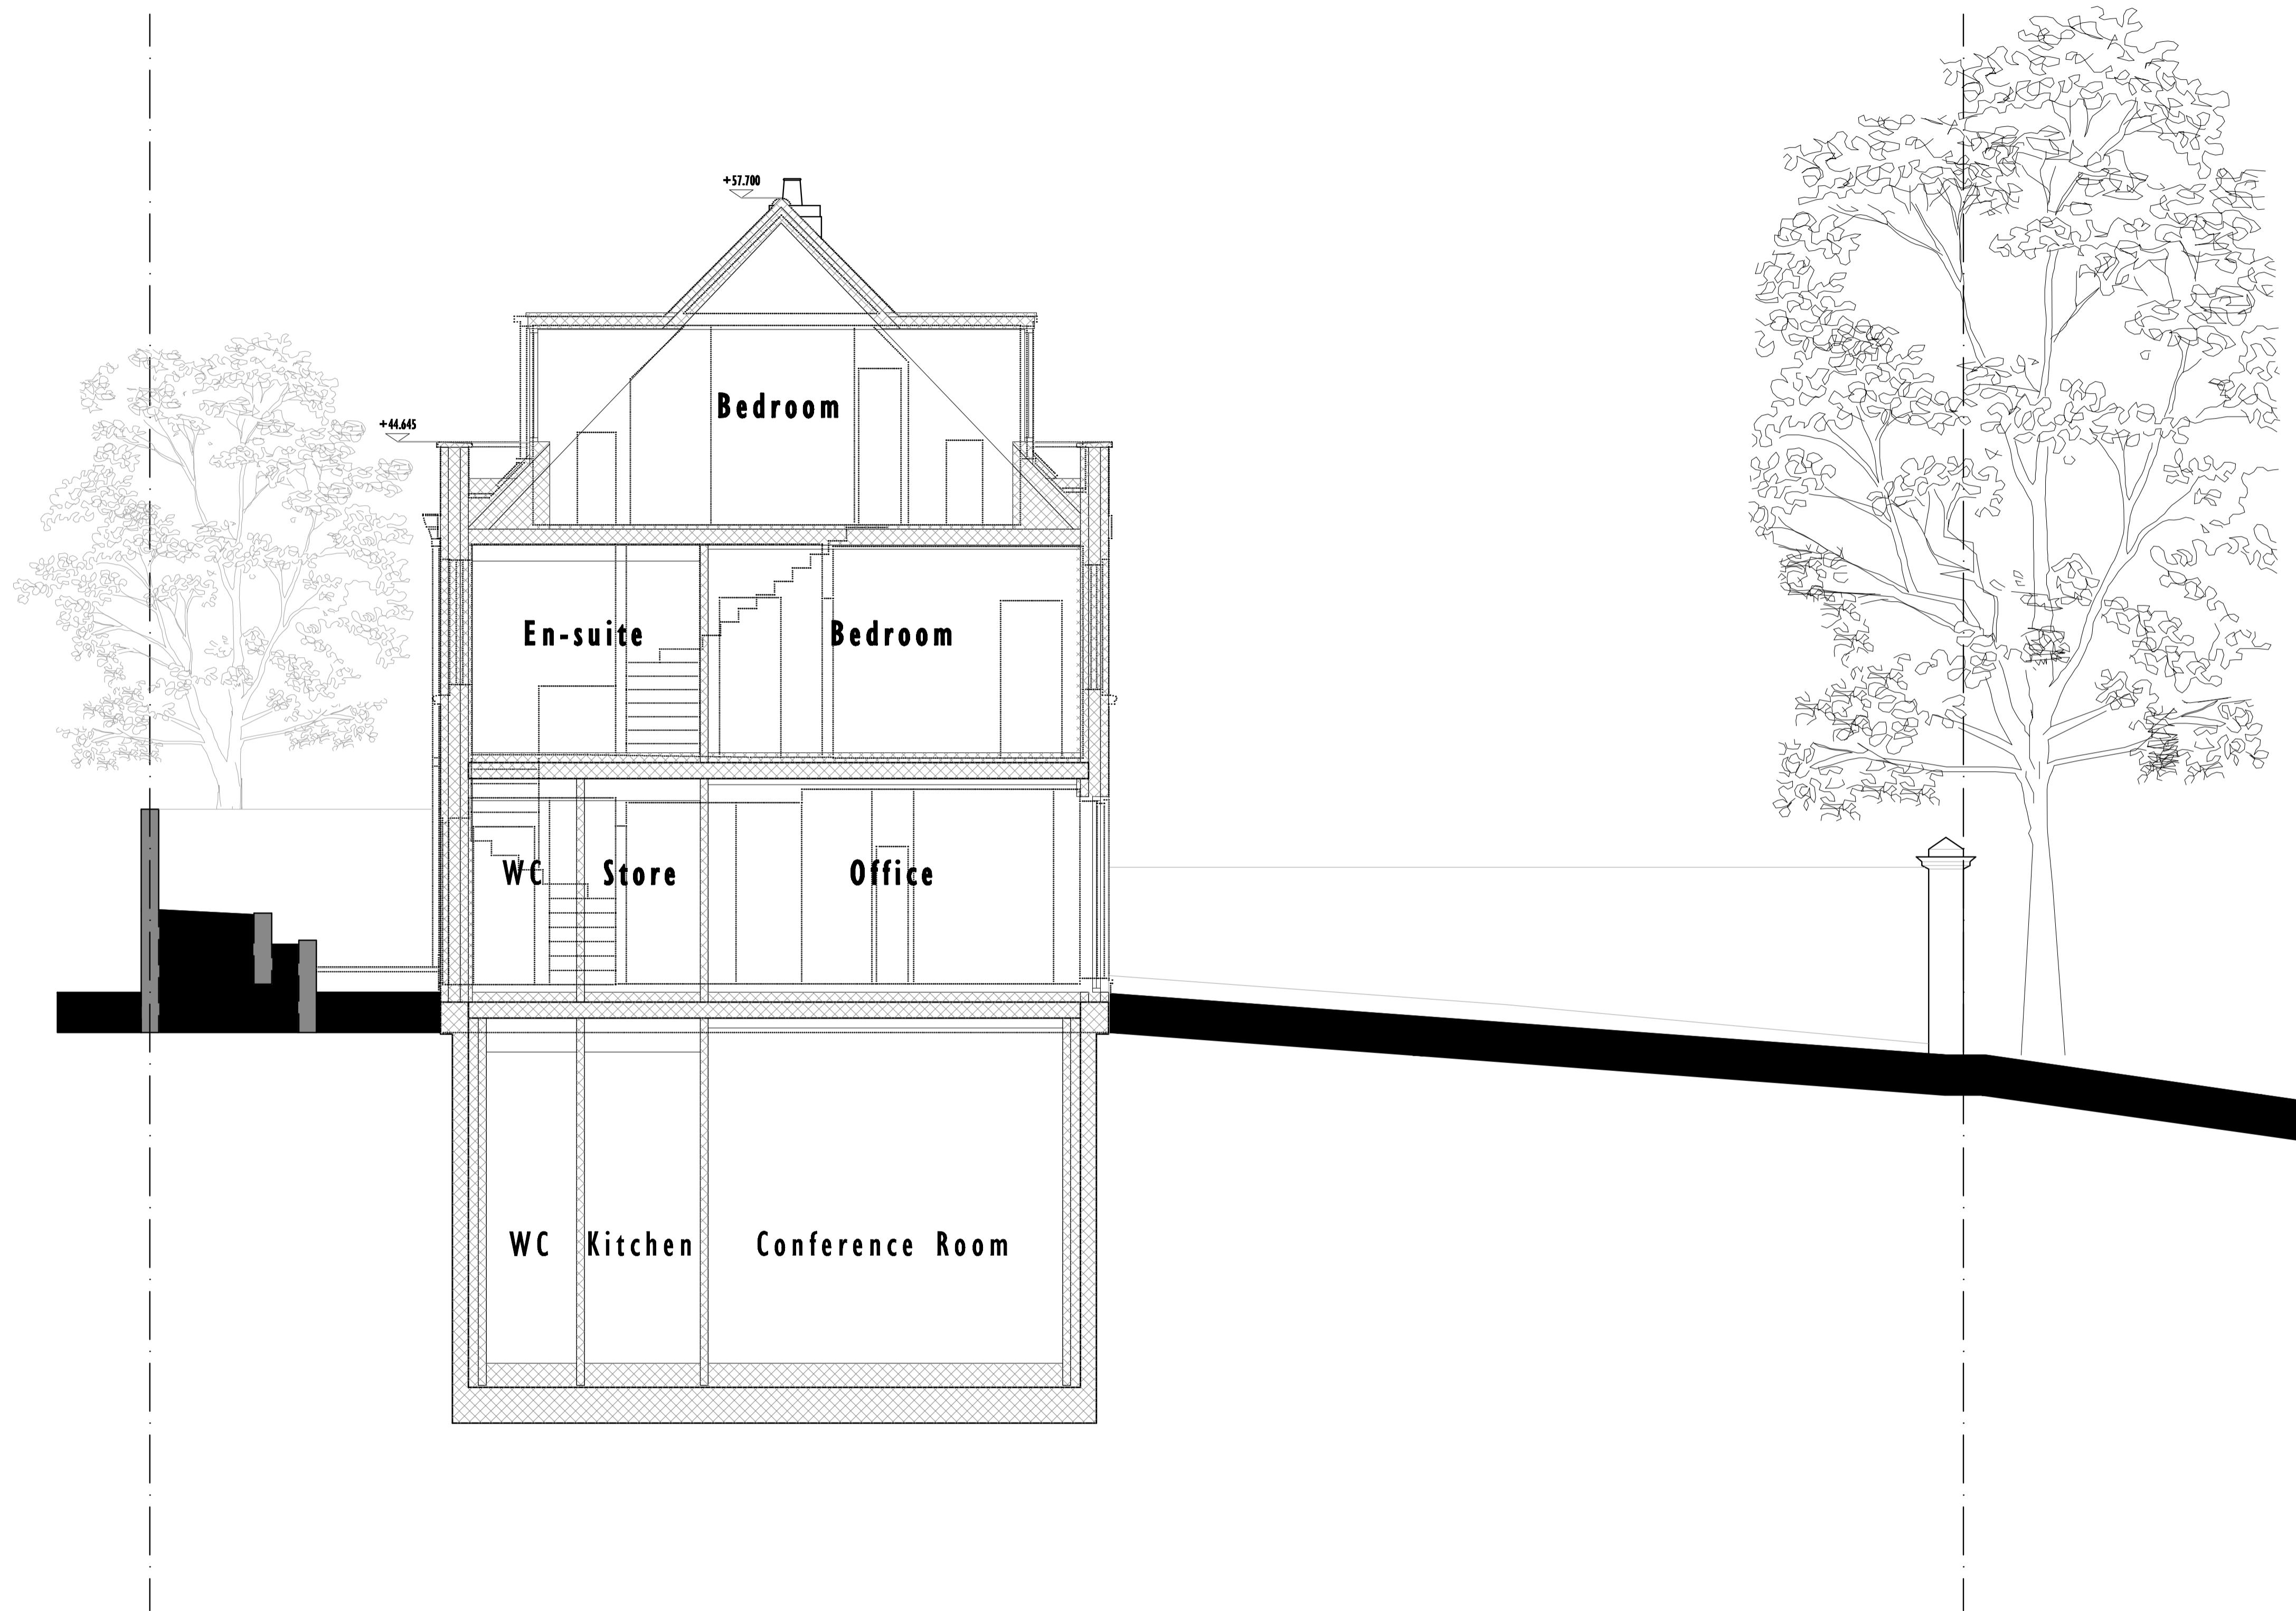 +57.700
Bedroom
+44.645
En-suite Bedroom
WC Store Office
WC Kitchen Conference Room